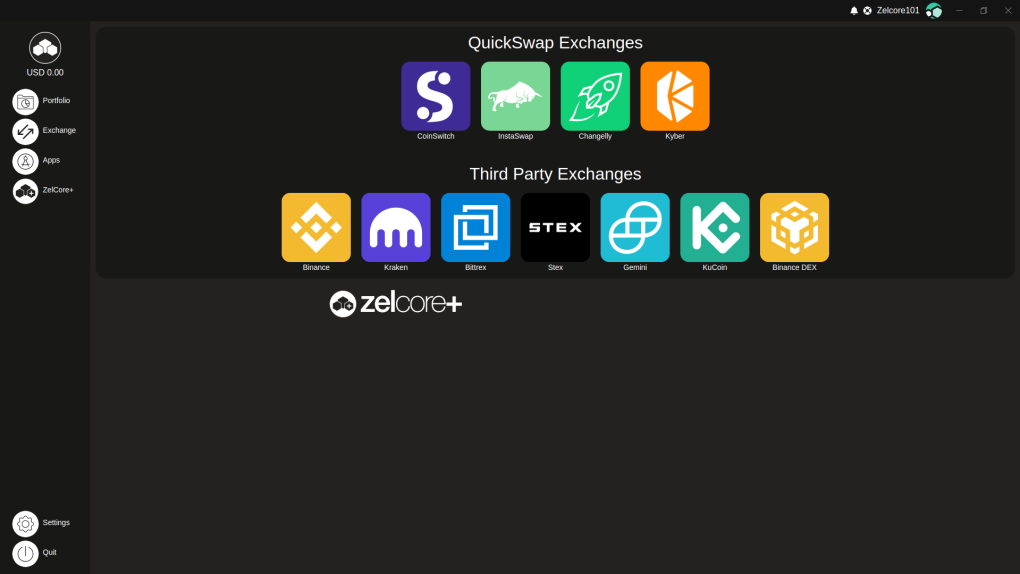 Zelcore101
USD 0.00
Portfolio
Exchange
Apps
ZelCore+
Settings
Quit
QuickSwap Exchanges
CoinSwitch
InstaSwap
Changelly
Kyber
Third Party Exchanges
STEX
Binance
Kraken
Bittrex
Stex
Gemini
KuCoin
Binance DEX
zelcore+